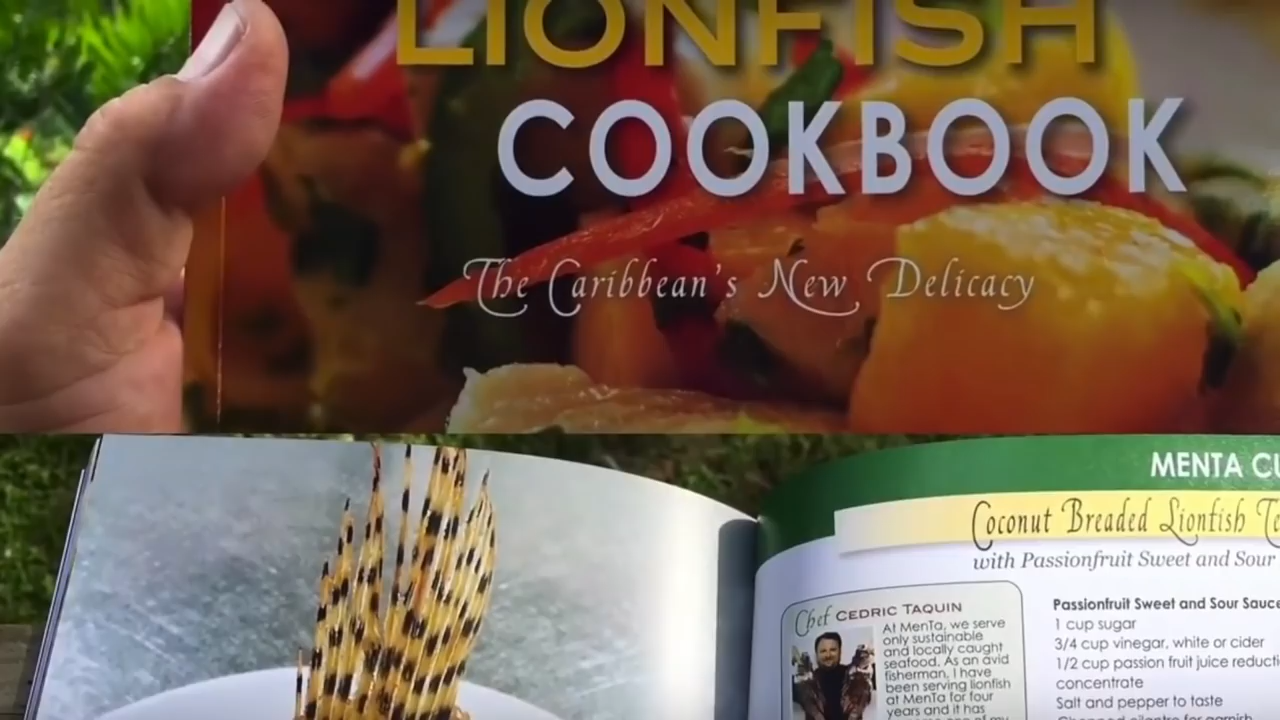 LIONFISH
COOKBOOK
The Caribbean's New Delicacy
MENTA
Coconut Breaded Lionfish
with Passionfruit Sweet and Sour
Chef CEDRIC TAQUIN
At MenTa, we serve
only sustainable
and locally caught
seafood. As an avid
fisherman, I have
been serving lionfish
at MenTa for four
years and it has
Passionfruit Sweet and Sour Sauce
1 cup sugar
3/4 cup vinegar, white or cider
1/2 cup passion fruit juice
concentrate
Salt and pepper to taste